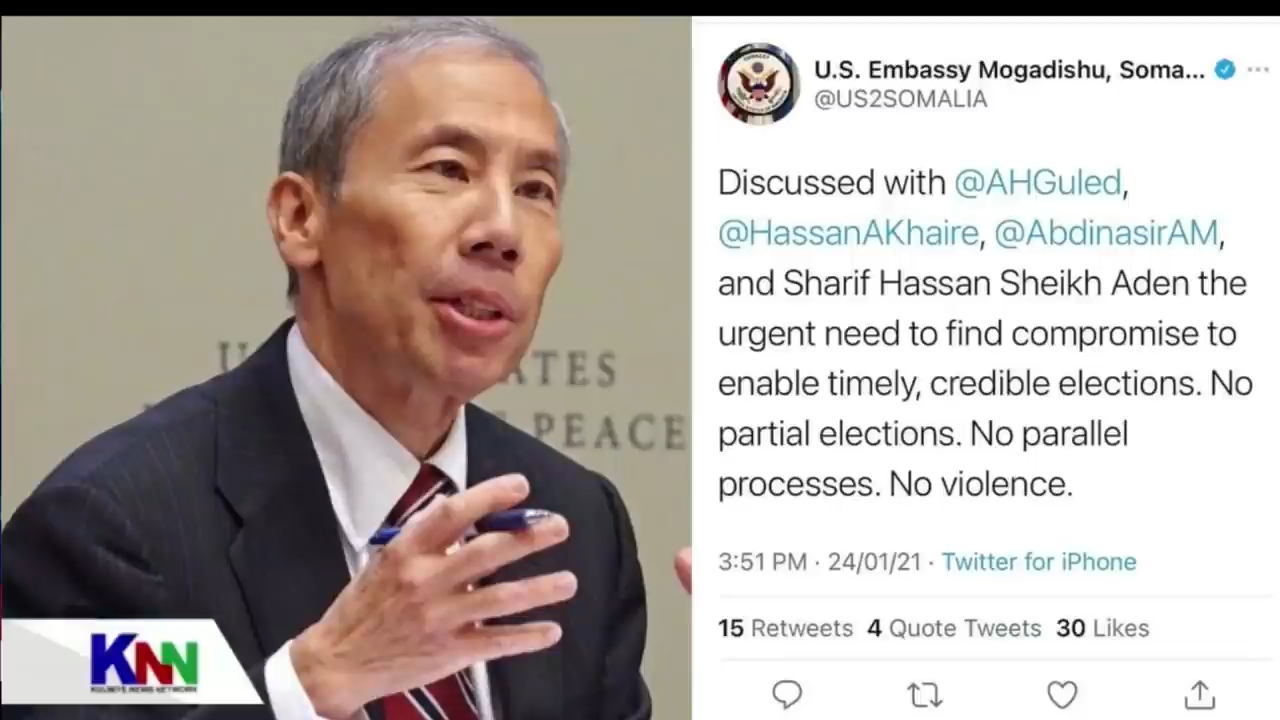 U.S. Embassy Mogadishu, Soma...
@US2SOMALIA
Discussed with @AHGuled,
@HassanAKhaire, @AbdinasirAM,
and Sharif Hassan Sheikh Aden the
urgent need to find compromise to
enable timely, credible elections. No
partial elections. No parallel
processes. No violence.
3:51 PM · 24/01/21 · Twitter for iPhone
15 Retweets 4 Quote Tweets 30 Likes
PEACE
KNN